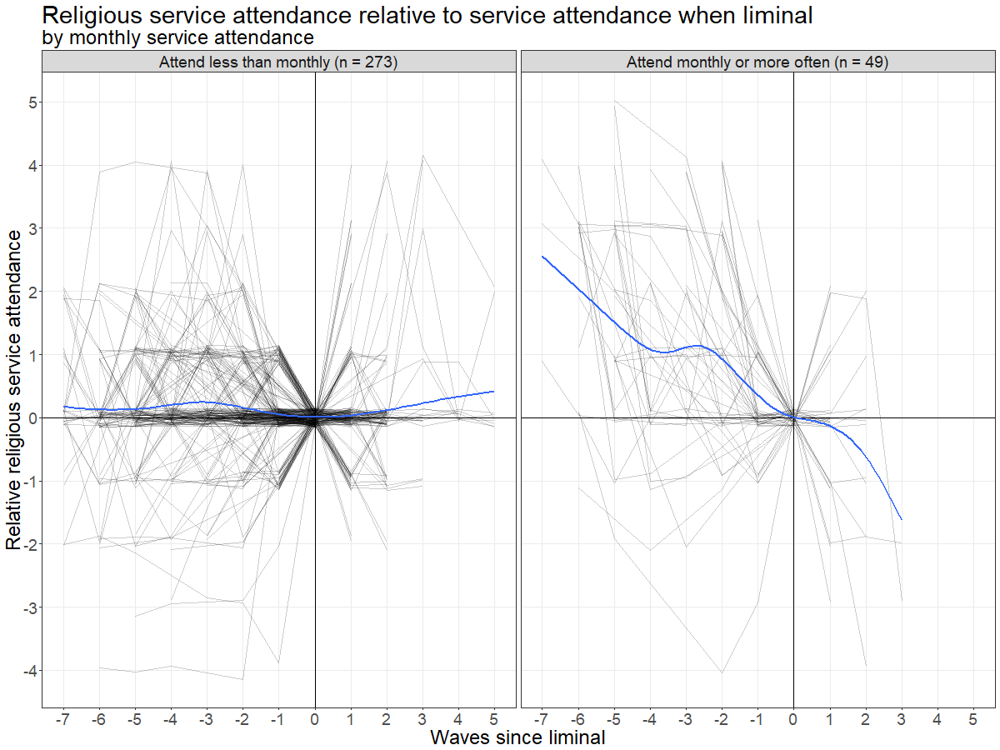 Religious service attendance relative to service attendance when liminal
by monthly service attendance
Attend less than monthly (n = 273)
Attend monthly or more often (n = 49)
Relative religious service attendance
5
4
3
2
1
0
-1
-2
-3
-4
-7 -6 -5 -4 -3 -2 -1 0 1 2 3 4 5
-7 -6 -5 -4 -3 -2 -1 0 1 2 3 4 5
Waves since liminal